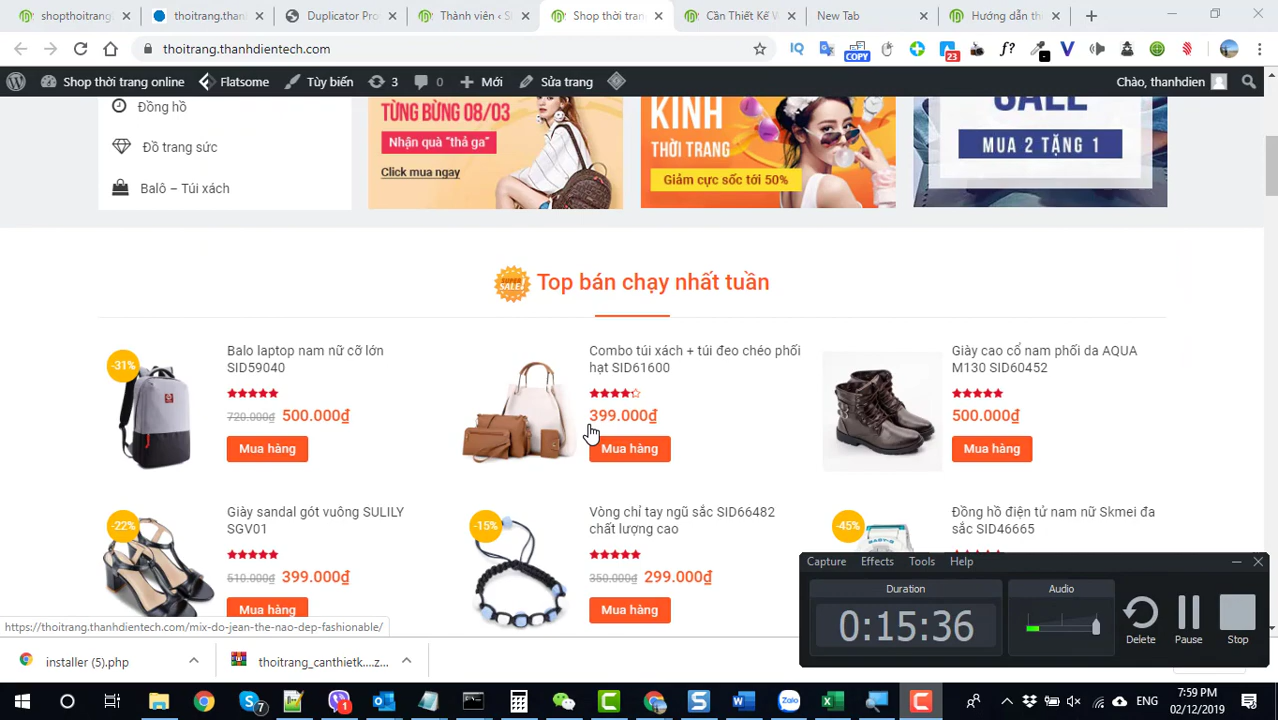 shopthoitrang
thoitrang.than
Duplicator Pro
Thành viên ‹ S
Shop thời tran
Cần Thiết Kế V
New Tab
Hướng dẫn th
thoitrang.thanhdientech.com
IQ
COPY
23
f?
V
Shop thời trang online
Flatsome
Tùy biến
3
0
Mới
Sửa trang
Chào, thanhdien
Đồng hồ
Đồ trang sức
Balô – Túi xách
TỪNG BỪNG 08/03
Nhận quà "thả ga"
Click mua ngay
KÍNH
THỜI TRANG
Giảm cực sốc tới 50%
SALE
MUA 2 TẶNG 1
SUPER
SALE!
Top bán chạy nhất tuần
-31%
Balo laptop nam nữ cỡ lớn
SID59040
720.000₫ 500.000₫
Mua hàng
Combo túi xách + túi đeo chéo phối
hạt SID61600
399.000₫
Mua hàng
Giày cao cổ nam phối da AQUA
M130 SID60452
500.000₫
Mua hàng
-22%
Giày sandal gót vuông SULILY
SGV01
510.000₫ 399.000₫
Mua hàng
-15%
Vòng chỉ tay ngũ sắc SID66482
chất lượng cao
350.000₫ 299.000₫
Mua hàng
-45%
Đồng hồ điện tử nam nữ Skmei đa
sắc SID46665
https://thoitrang.thanhdientech.com/mix-do-jean-the-nao-dep-fashionable/
Capture
Effects
Tools
Help
Duration
0:15:36
Audio
Delete
Pause
Stop
installer (5).php
thoitrang_canthietk....z...
7
1
ENG
7:59 PM
02/12/2019